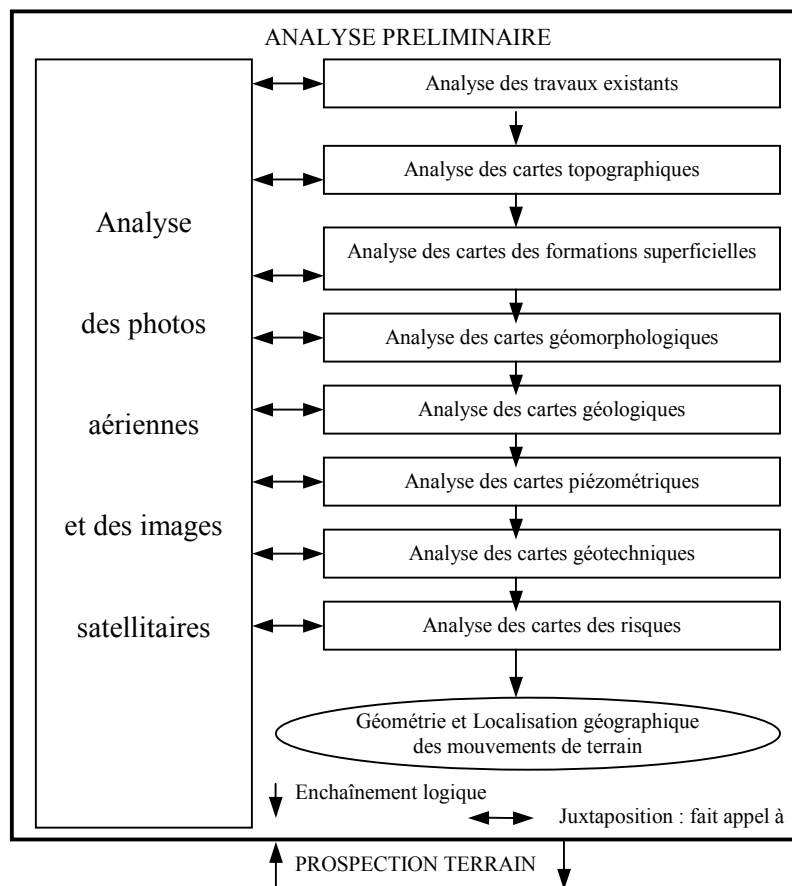 ANALYSE PRELIMINAIRE
Analyse
des photos
aériennes
et des images
satellitaires
Analyse des travaux existants
Analyse des cartes topographiques
Analyse des cartes des formations superficielles
Analyse des cartes géomorphologiques
Analyse des cartes géologiques
Analyse des cartes piézométriques
Analyse des cartes géotechniques
Analyse des cartes des risques
Géométrie et Localisation géographique
des mouvements de terrain
Enchaînement logique
Juxtaposition : fait appel à
PROSPECTION TERRAIN